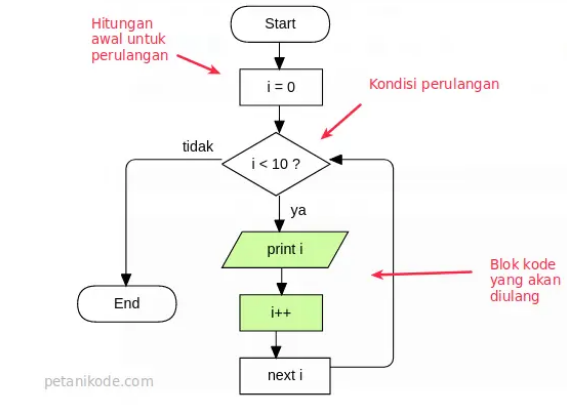 Hitungan
awal untuk
perulangan
Start
i = 0
Kondisi perulangan
tidak
i < 10 ?
ya
print i
Blok kode
yang akan
diulang
End
i++
next i
petanikode.com